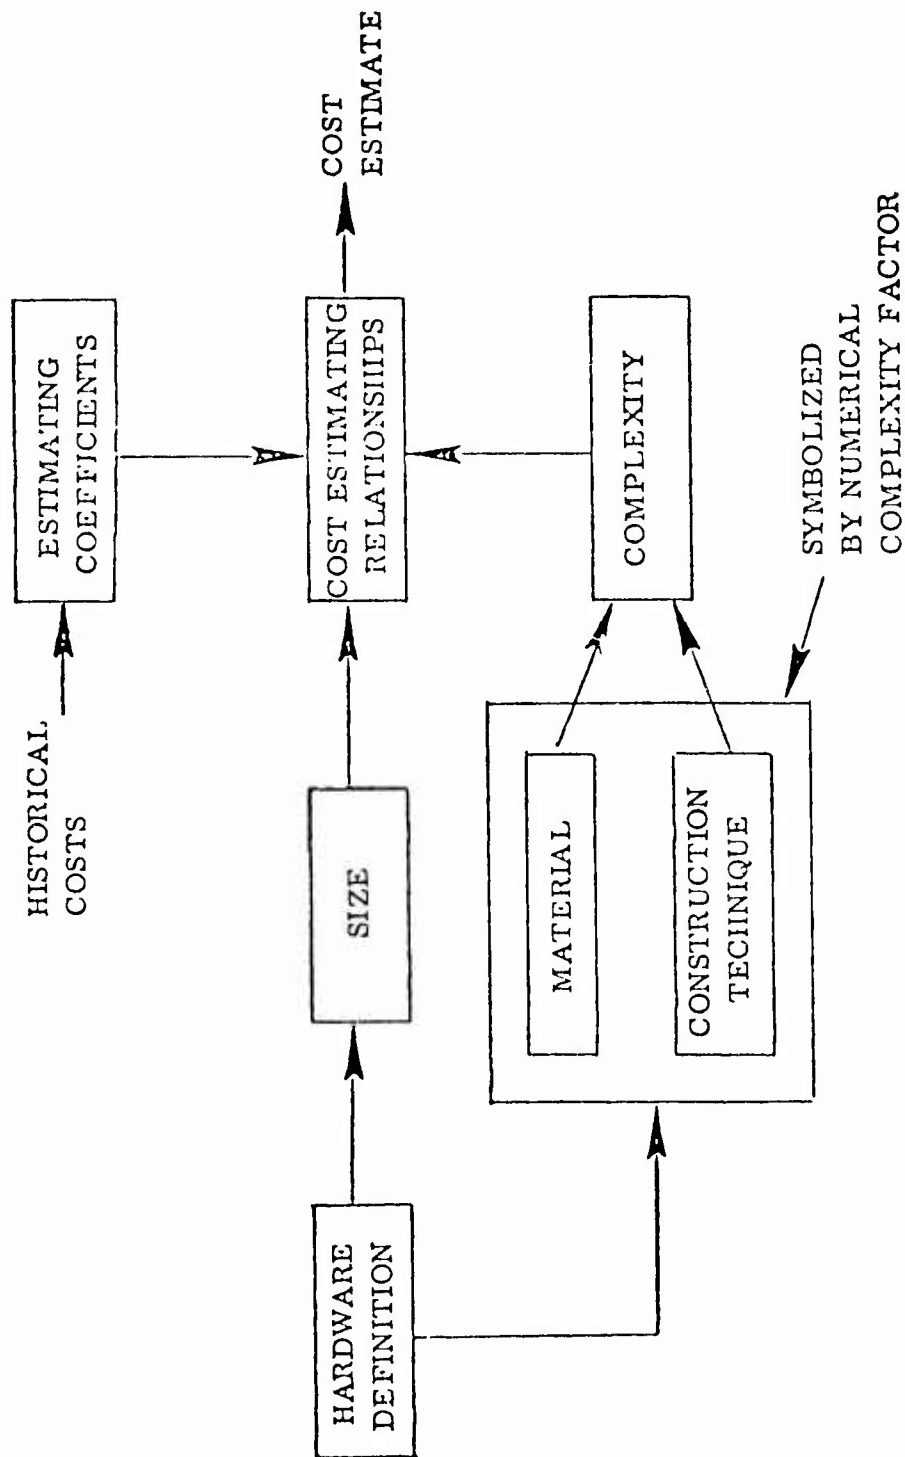 HISTORICAL
COSTS
ESTIMATING
COEFFICIENTS
HARDWARE
DEFINITION
SIZE
COST ESTIMATING
RELATIONSHIPS
COST
ESTIMATE
MATERIAL
CONSTRUCTION
TECHNIQUE
COMPLEXITY
SYMBOLIZED
BY NUMERICAL
COMPLEXITY FACTOR